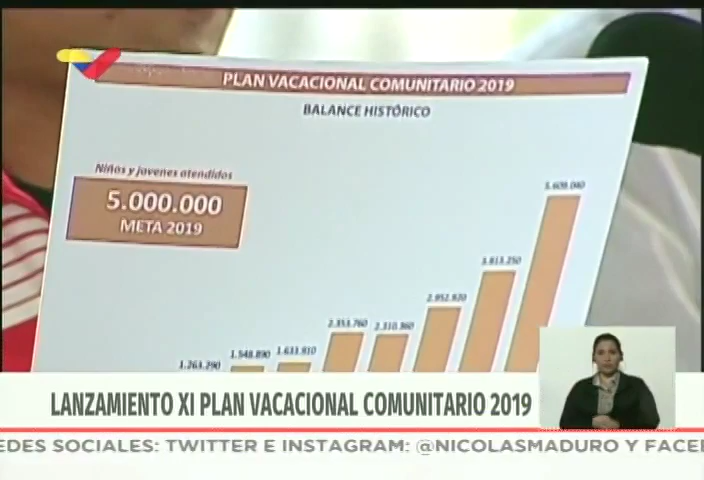 PLAN VACACIONAL COMUNITARIO 2019
BALANCE HISTÓRICO
Niños y jovenes atendidos
5.000.000
META 2019
1.263.290
1.548.890
1.633.910
2.353.760
2.310.360
2.952.820
3.813.250
5.609.000
LANZAMIENTO XI PLAN VACACIONAL COMUNITARIO 2019
EDES SOCIALES: TWITTER E INSTAGRAM: @NICOLASMADURO Y FACE